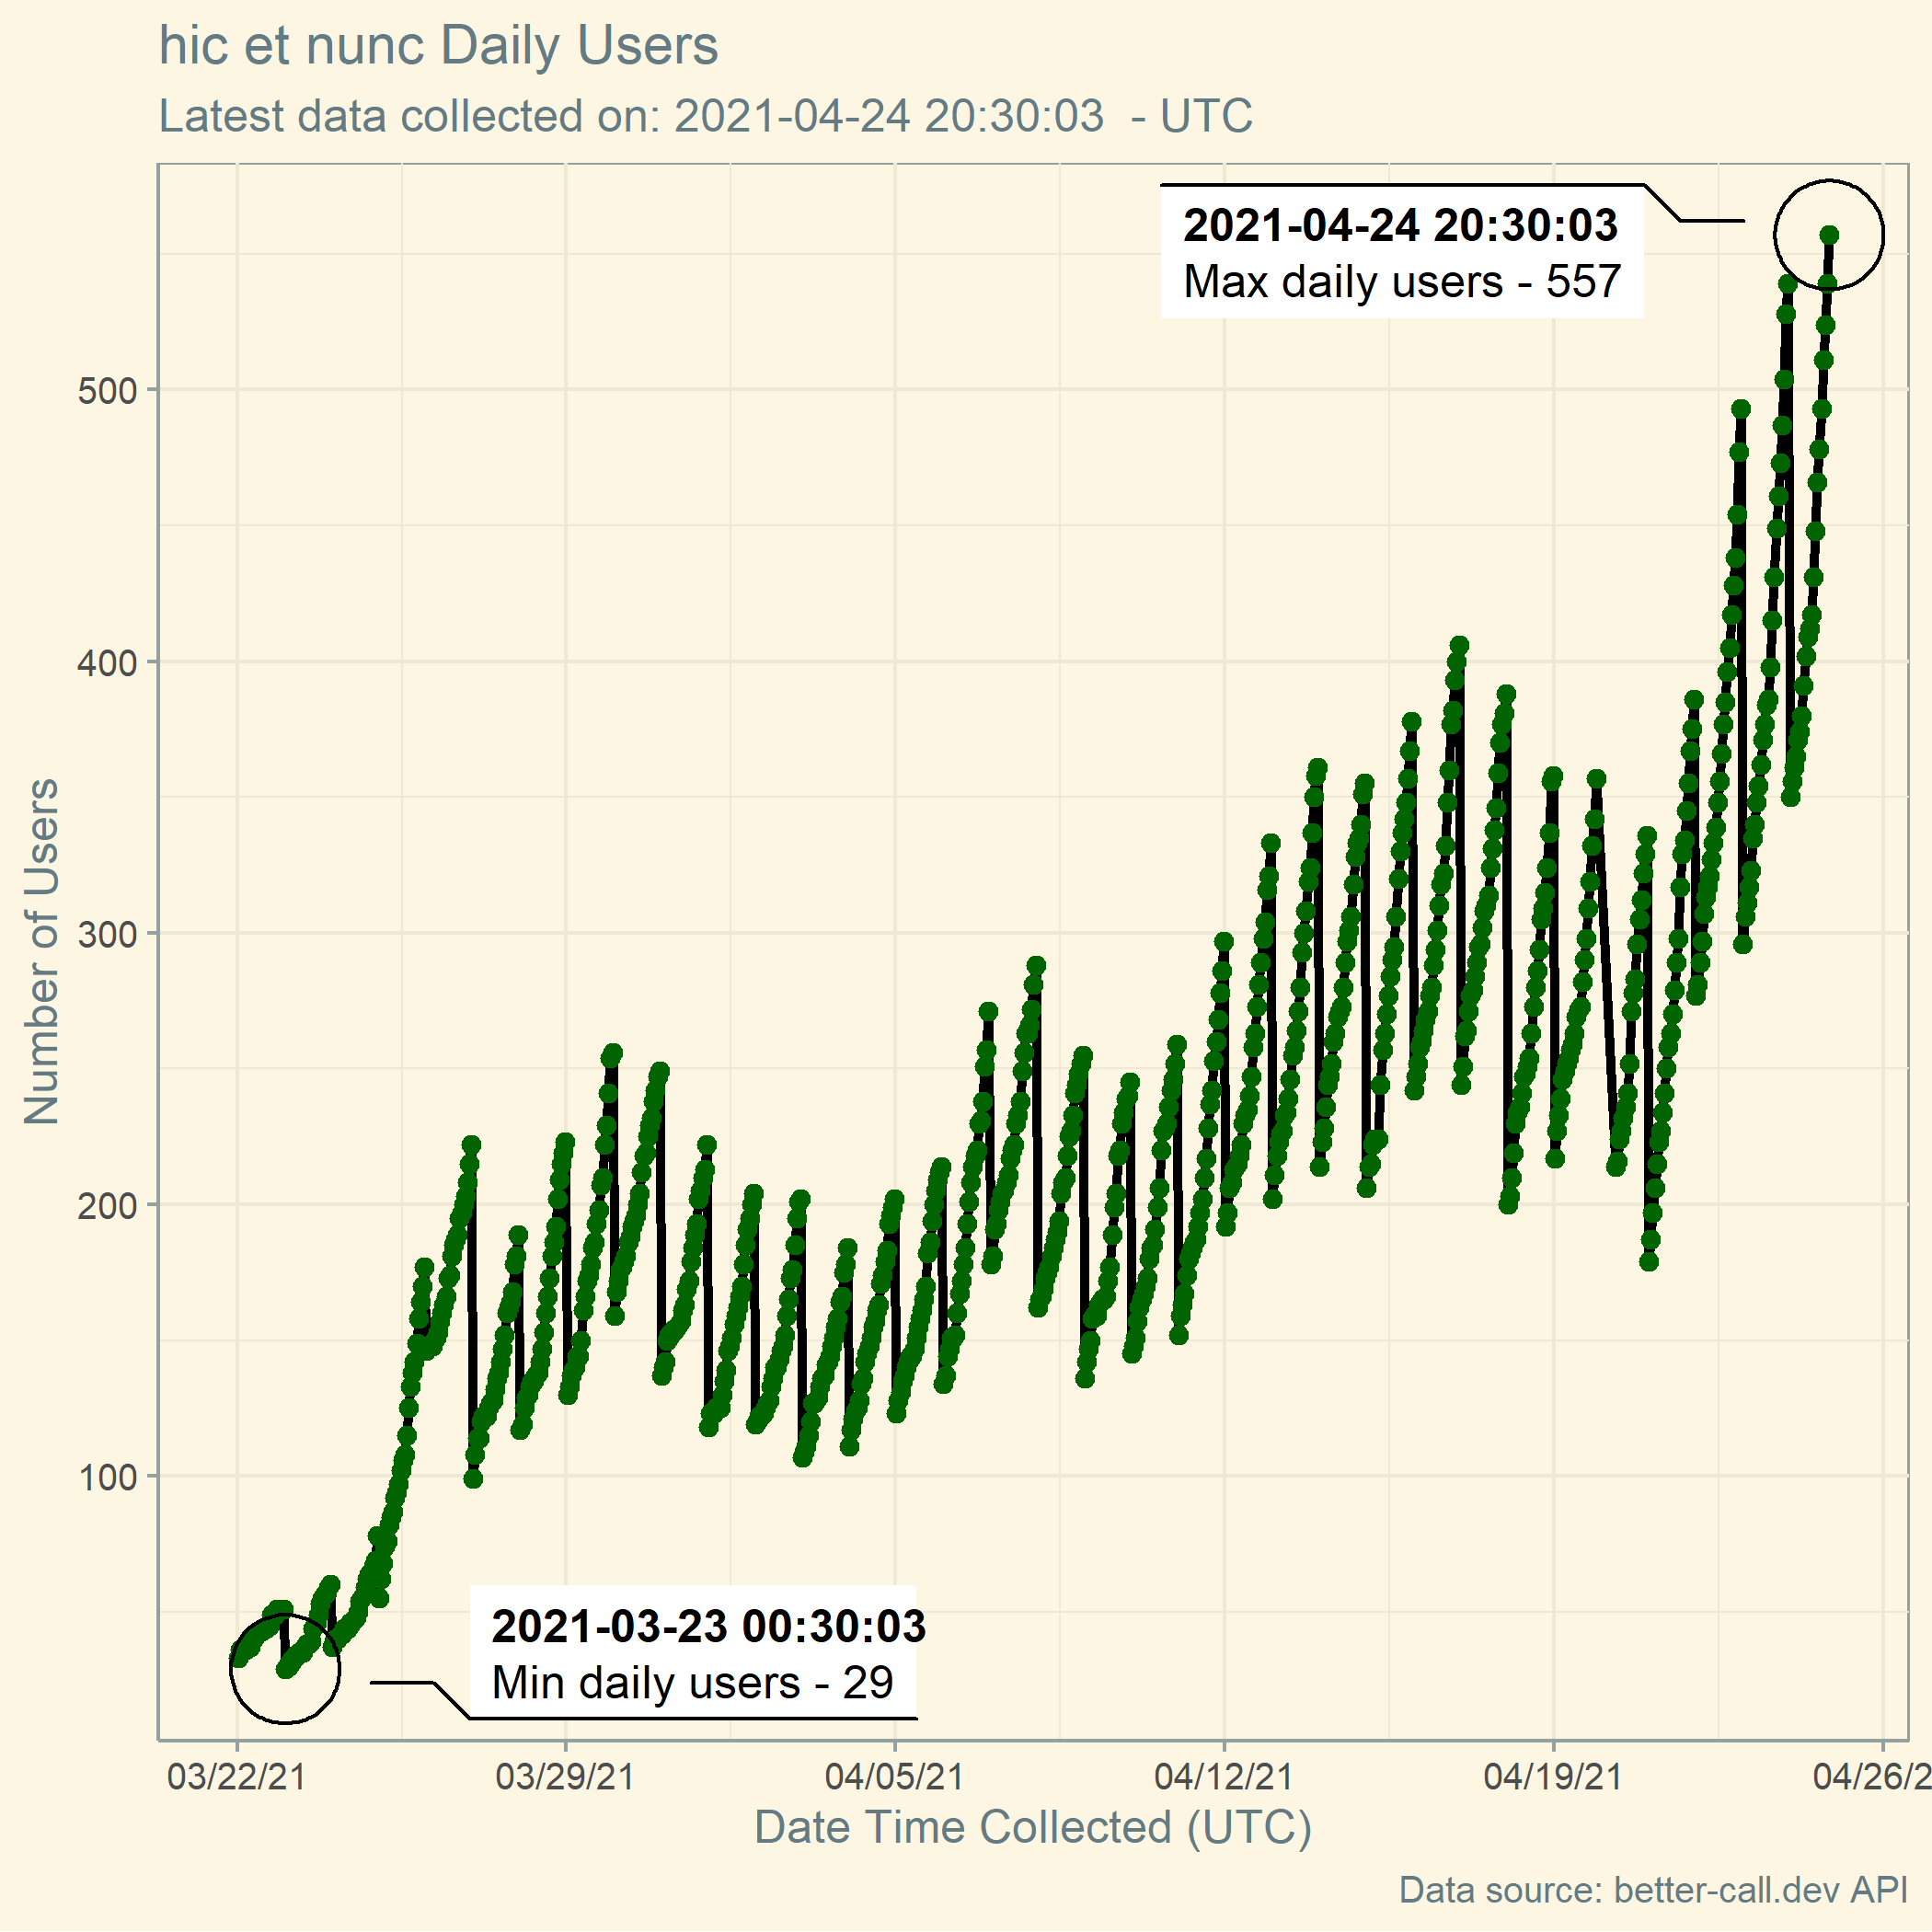 hic et nunc Daily Users
Latest data collected on: 2021-04-24 20:30:03  - UTC
2021-04-24 20:30:03
Max daily users - 557
500
400
300
200
100
Number of Users
2021-03-23 00:30:03
Min daily users - 29
03/22/21 03/29/21 04/05/21 04/12/21 04/19/21 04/26/2
Date Time Collected (UTC)
Data source: better-call.dev API